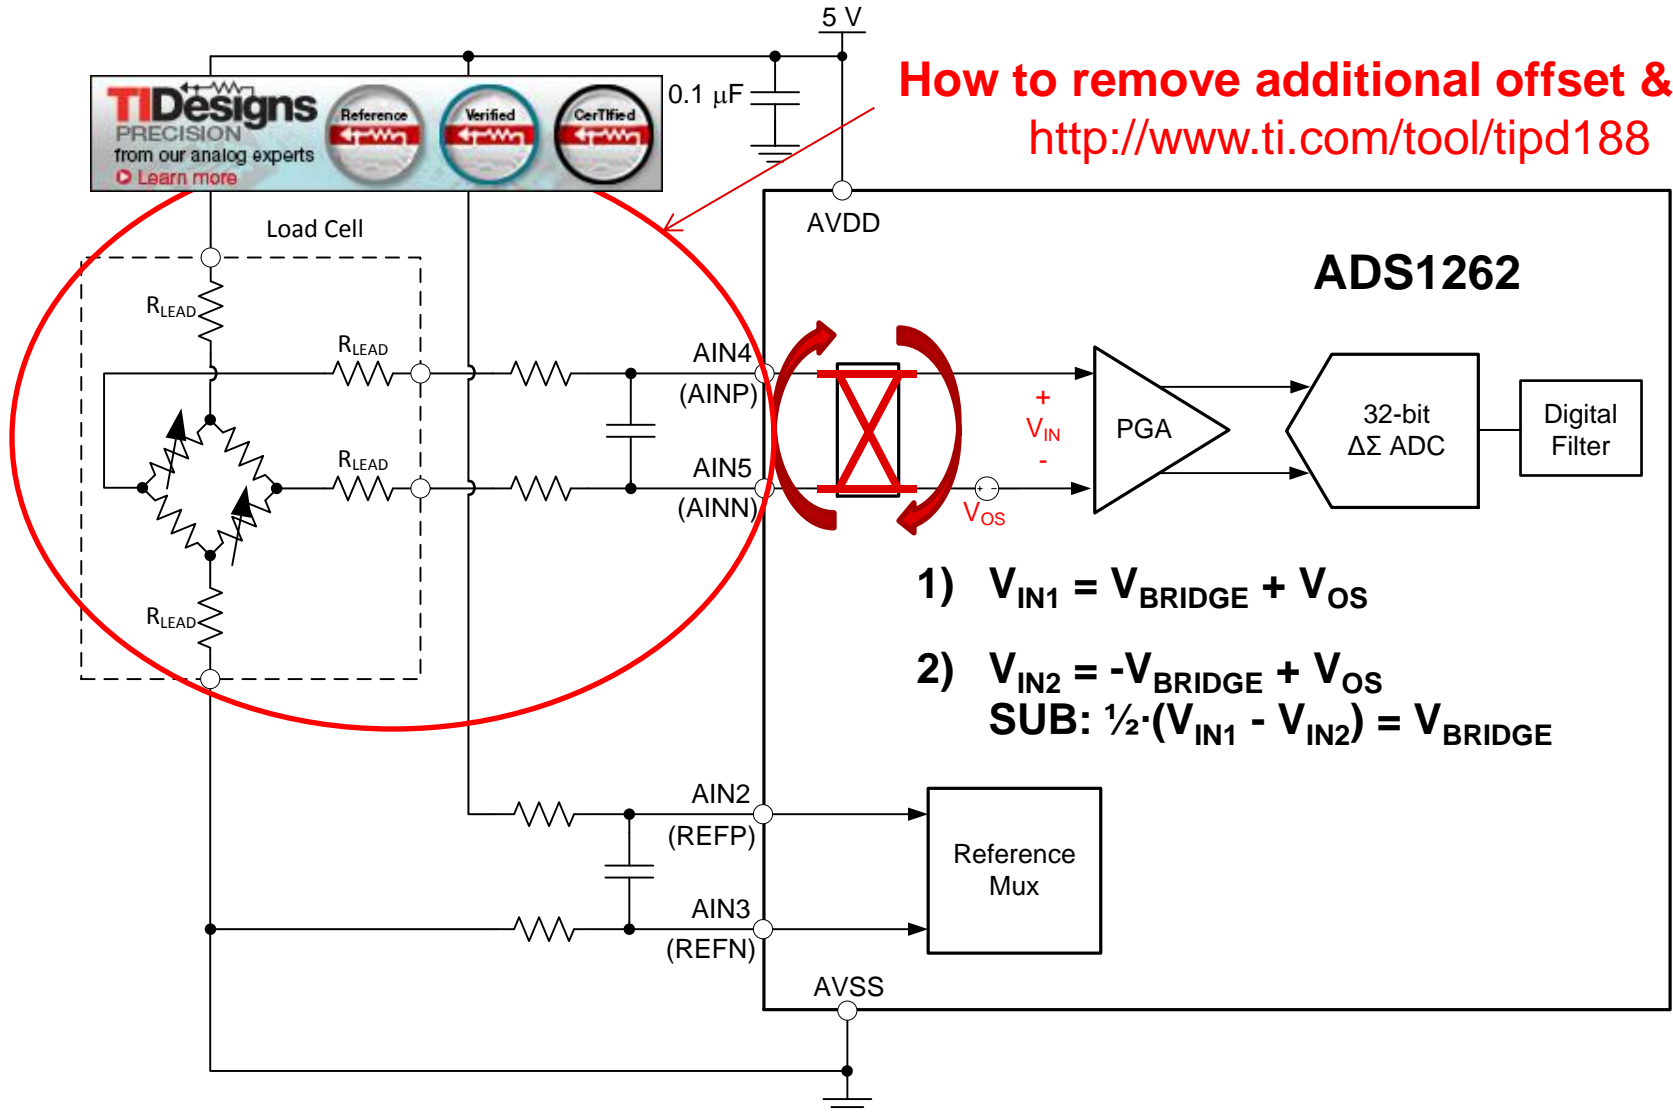 5 V
How to remove additional offset &
http://www.ti.com/tool/tipd188
0.1 μF
TIDesigns
PRECISION
from our analog experts
Learn more
Reference
Verified
CerTIfied
Load Cell
AVDD
ADS1262
RLEAD
RLEAD
AIN4
(AINP)
+
VIN
-
PGA
32-bit
ΔΣ ADC
Digital
Filter
RLEAD
AIN5
(AINN)
+ -
VOS
1) VIN1 = VBRIDGE + VOS
RLEAD
2) VIN2 = -VBRIDGE + VOS
SUB: ½·(VIN1 - VIN2) = VBRIDGE
AIN2
(REFP)
Reference
Mux
AIN3
(REFN)
AVSS